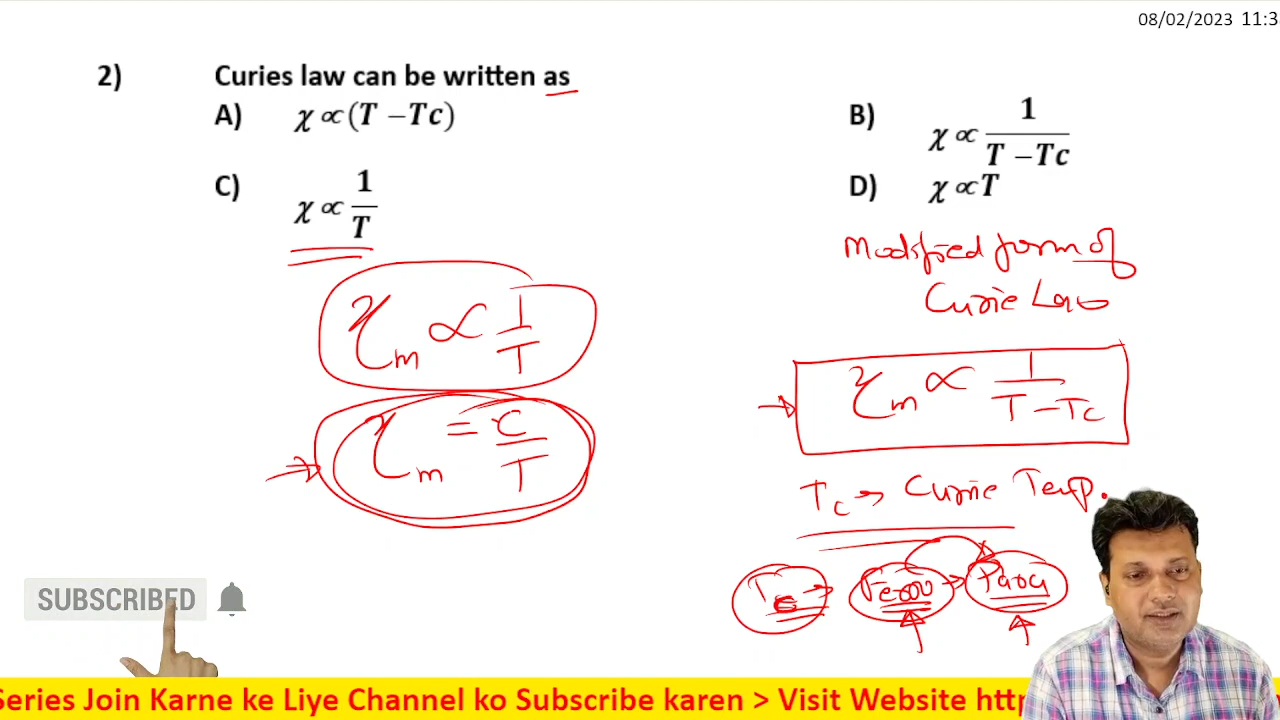 08/02/2023 11:3
2) Curies law can be written as
A) χ ∝ (T – Tc)
B) χ ∝ 1/(T – Tc)
C) χ ∝ 1/T
D) χ ∝ T
Modified form of
Curie Law
χm ∝ 1/T
χm ∝ 1/(T – Tc)
χm = C/T
Tc → Curie Temp.
Tc → Ferro → Para
SUBSCRIBED
Series Join Karne ke Liye Channel ko Subscribe karen > Visit Website http